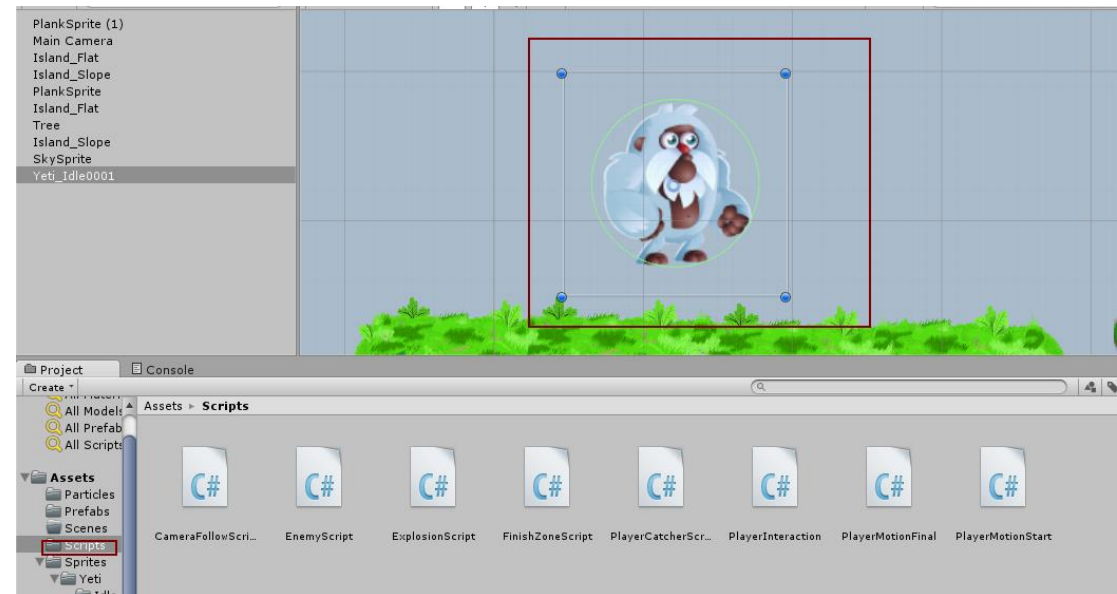 PlankSprite (1)
Main Camera
Island_Flat
Island_Slope
PlankSprite
Island_Flat
Tree
Island_Slope
SkySprite
Yeti_Idle0001
Project
Console
Create
All Models
All Prefab
All Scripts
Assets
Particles
Prefabs
Scenes
Scripts
Sprites
Yeti
Assets ▸ Scripts
C# C# C# C# C# C# C# C#
CameraFollowScri... EnemyScript ExplosionScript FinishZoneScript PlayerCatcherScr... PlayerInteraction PlayerMotionFinal PlayerMotionStart